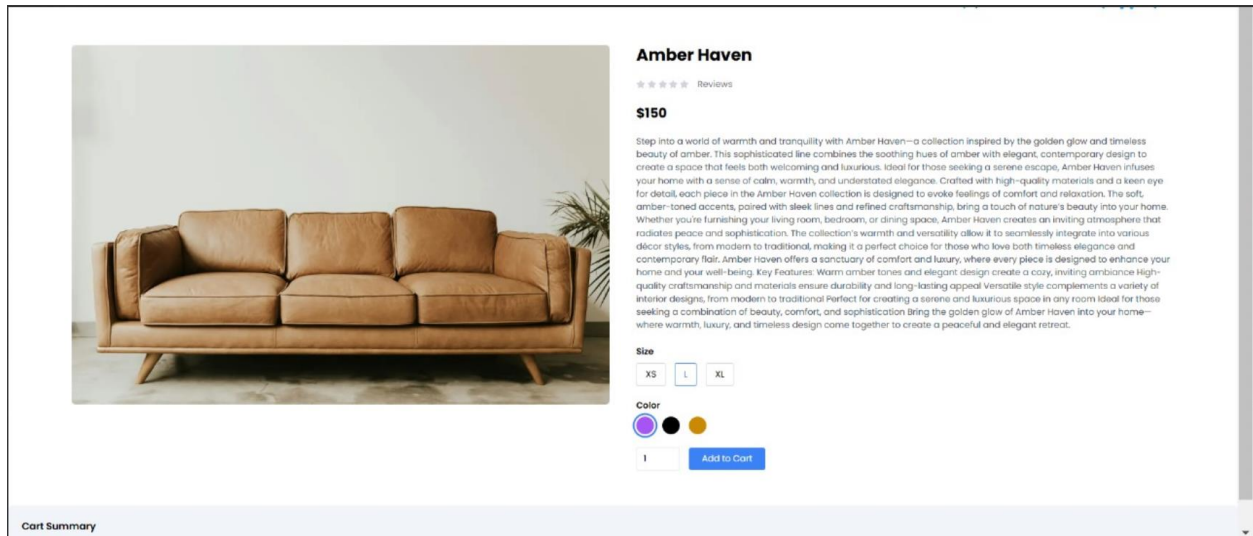 Amber Haven
Reviews
$150
Step into a world of warmth and tranquility with Amber Haven—a collection inspired by the golden glow and timeless
beauty of amber. This sophisticated line combines the soothing hues of amber with elegant, contemporary design to
create a space that feels both welcoming and luxurious. Ideal for those seeking a serene escape, Amber Haven infuses
your home with a sense of calm, warmth, and understated elegance. Crafted with high-quality materials and a keen eye
for detail, each piece in the Amber Haven collection is designed to evoke feelings of comfort and relaxation. The soft,
amber-toned accents, paired with sleek lines and refined craftsmanship, bring a touch of nature's beauty into your home.
Whether you're furnishing your living room, bedroom, or dining space, Amber Haven creates an inviting atmosphere that
radiates peace and sophistication. The collection's warmth and versatility allow it to seamlessly integrate into various
décor styles, from modern to traditional, making it a perfect choice for those who love both timeless elegance and
contemporary flair. Amber Haven offers a sanctuary of comfort and luxury, where every piece is designed to enhance your
home and your well-being. Key Features: Warm amber tones and elegant design create a cozy, inviting ambiance High-
quality craftsmanship and materials ensure durability and long-lasting appeal Versatile style complements a variety of
interior designs, from modern to traditional Perfect for creating a serene and luxurious space in any room Ideal for those
seeking a combination of beauty, comfort, and sophistication Bring the golden glow of Amber Haven into your home—
where warmth, luxury, and timeless design come together to create a peaceful and elegant retreat.
Size
XS L XL
Color
1 Add to Cart
Cart Summary